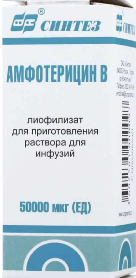 СИНТЕЗ
АМФОТЕРИЦИН В
ЛИОФИЛИЗАТ
ДЛЯ ПРИГОТОВЛЕНИЯ
РАСТВОРА ДЛЯ
ИНФУЗИЙ
50000 МКГ (ЕД)